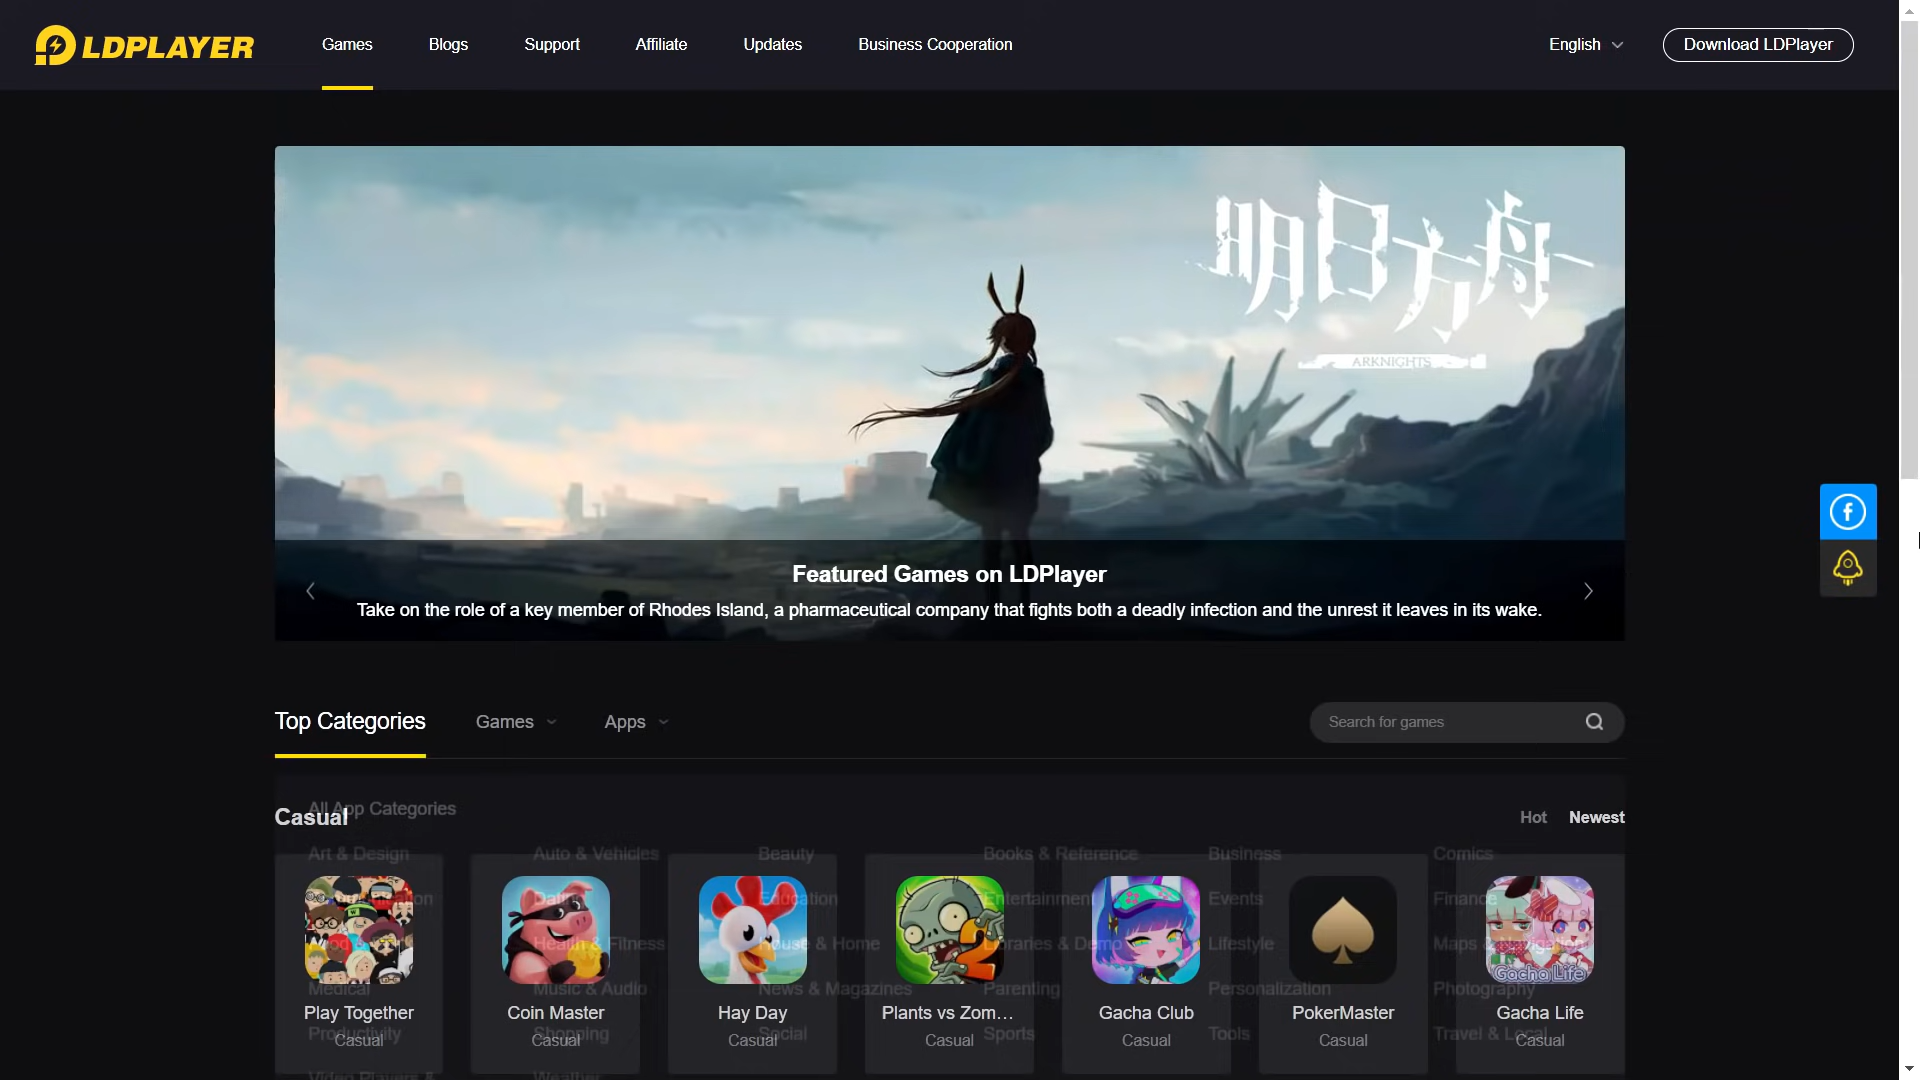 LDPLAYER
Games
Blogs
Support
Affiliate
Updates
Business Cooperation
English
Download LDPlayer
明日方舟
ARKNIGHTS
Featured Games on LDPlayer
Take on the role of a key member of Rhodes Island, a pharmaceutical company that fights both a deadly infection and the unrest it leaves in its wake.
Top Categories
Games
Apps
Search for games
All App Categories
Casual
Hot
Newest
Art & Design
Auto & Vehicles
Beauty
Books & Reference
Business
Comics
Education
Entertainment
Events
Finance
Health & Fitness
House & Home
Libraries & Demo
Lifestyle
Gacha Life
Medical
Music & Audio
News & Magazines
Parenting
Personalization
Photography
Play Together
Coin Master
Hay Day
Plants vs Zom...
Gacha Club
PokerMaster
Gacha Life
Productivity
Shopping
Social
Sports
Tools
Travel & Local
Casual
Casual
Casual
Casual
Casual
Casual
Casual
Video Players &
Weather